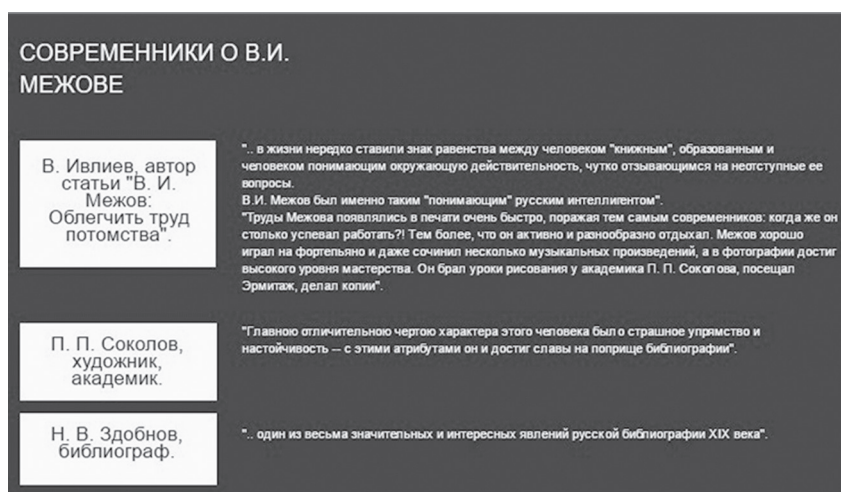 СОВРЕМЕННИКИ О В.И.
МЕЖОВЕ
В. Ивлиев, автор
статьи "В. И.
Межов:
Облегчить труд
потомства".
".. в жизни нередко ставили знак равенства между человеком "книжным", образованным и
человеком понимающим окружающую действительность, чутко отзывающимся на неотступные ее
вопросы.
В.И. Межов был именно таким "понимающим" русским интеллигентом".
"Труды Межова появлялись в печати очень быстро, поражая тем самым современников: когда же он
столько успевал работать?! Тем более, что он активно и разнообразно отдыхал. Межов хорошо
играл на фортепьяно и даже сочинил несколько музыкальных произведений, а в фотографии достиг
высокого уровня мастерства. Он брал уроки рисования у академика П. П. Соколова, посещал
Эрмитаж, делал копии".
П. П. Соколов,
художник,
академик.
"Главною отличительною чертою характера этого человека было страшное упрямство и
настойчивость -- с этими атрибутами он и достиг славы на поприще библиографии".
Н. В. Здобнов,
библиограф.
".. один из весьма значительных и интересных явлений русской библиографии XIX века".